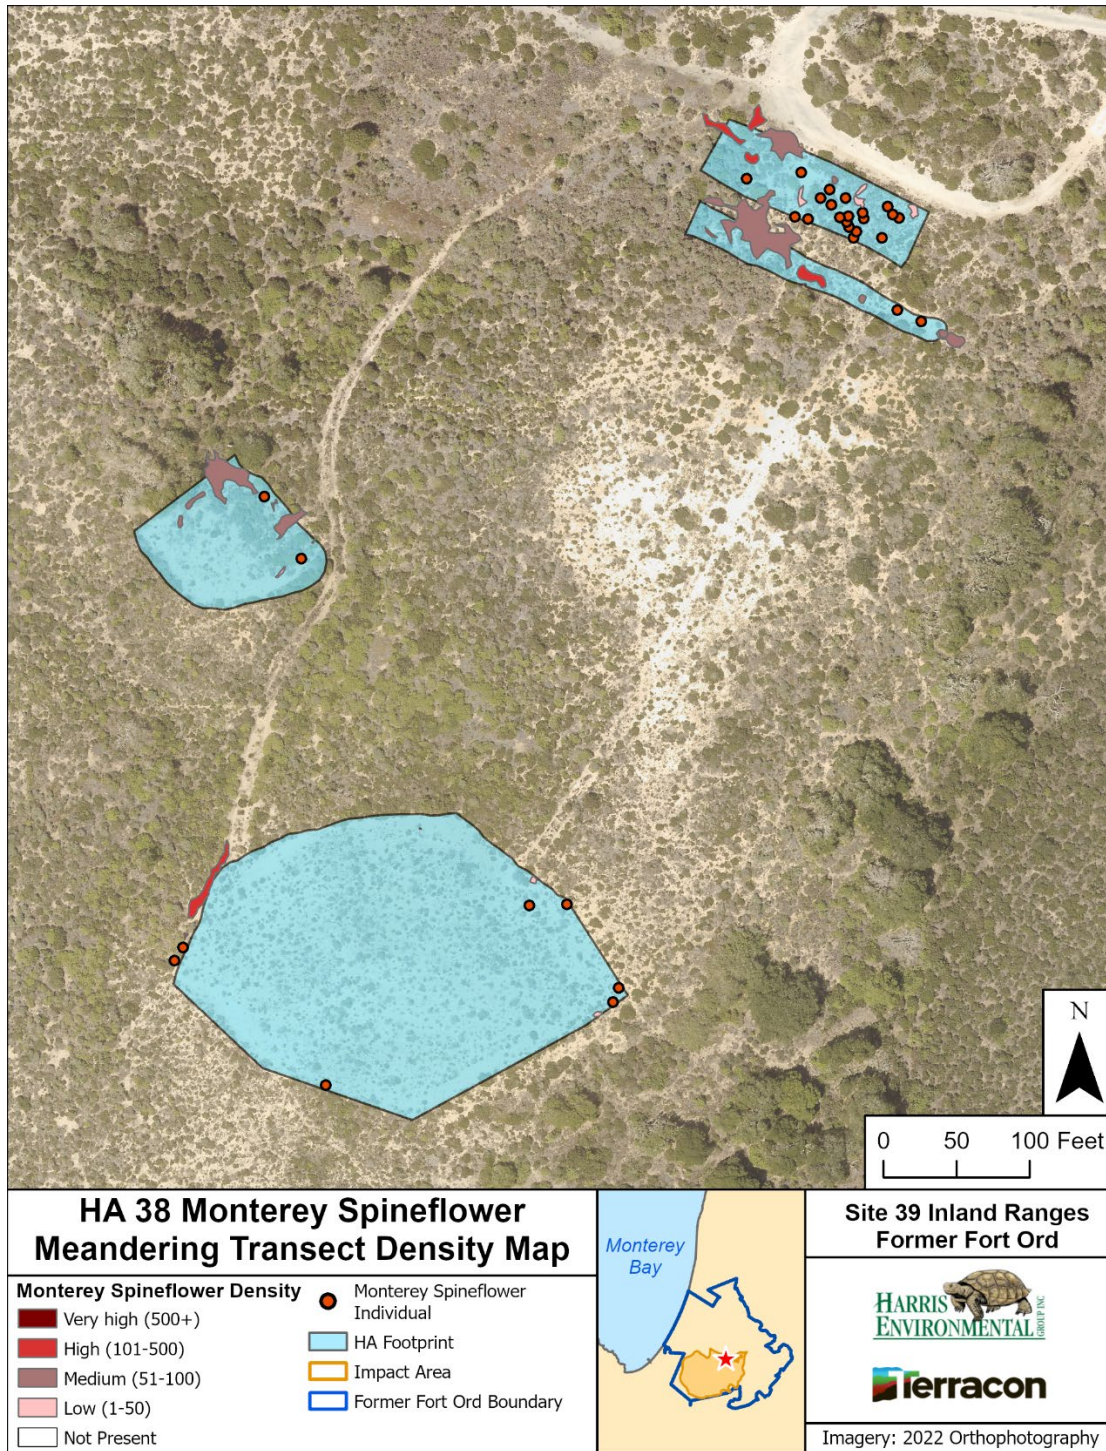 N
0 50 100 Feet
HA 38 Monterey Spineflower
Meandering Transect Density Map
Monterey Spineflower Density
Very high (500+)
High (101-500)
Medium (51-100)
Low (1-50)
Not Present
Monterey Spineflower
Individual
HA Footprint
Impact Area
Former Fort Ord Boundary
Monterey
Bay
Site 39 Inland Ranges
Former Fort Ord
HARRIS
ENVIRONMENTAL
GROUP INC
Terracon
Imagery: 2022 Orthophotography